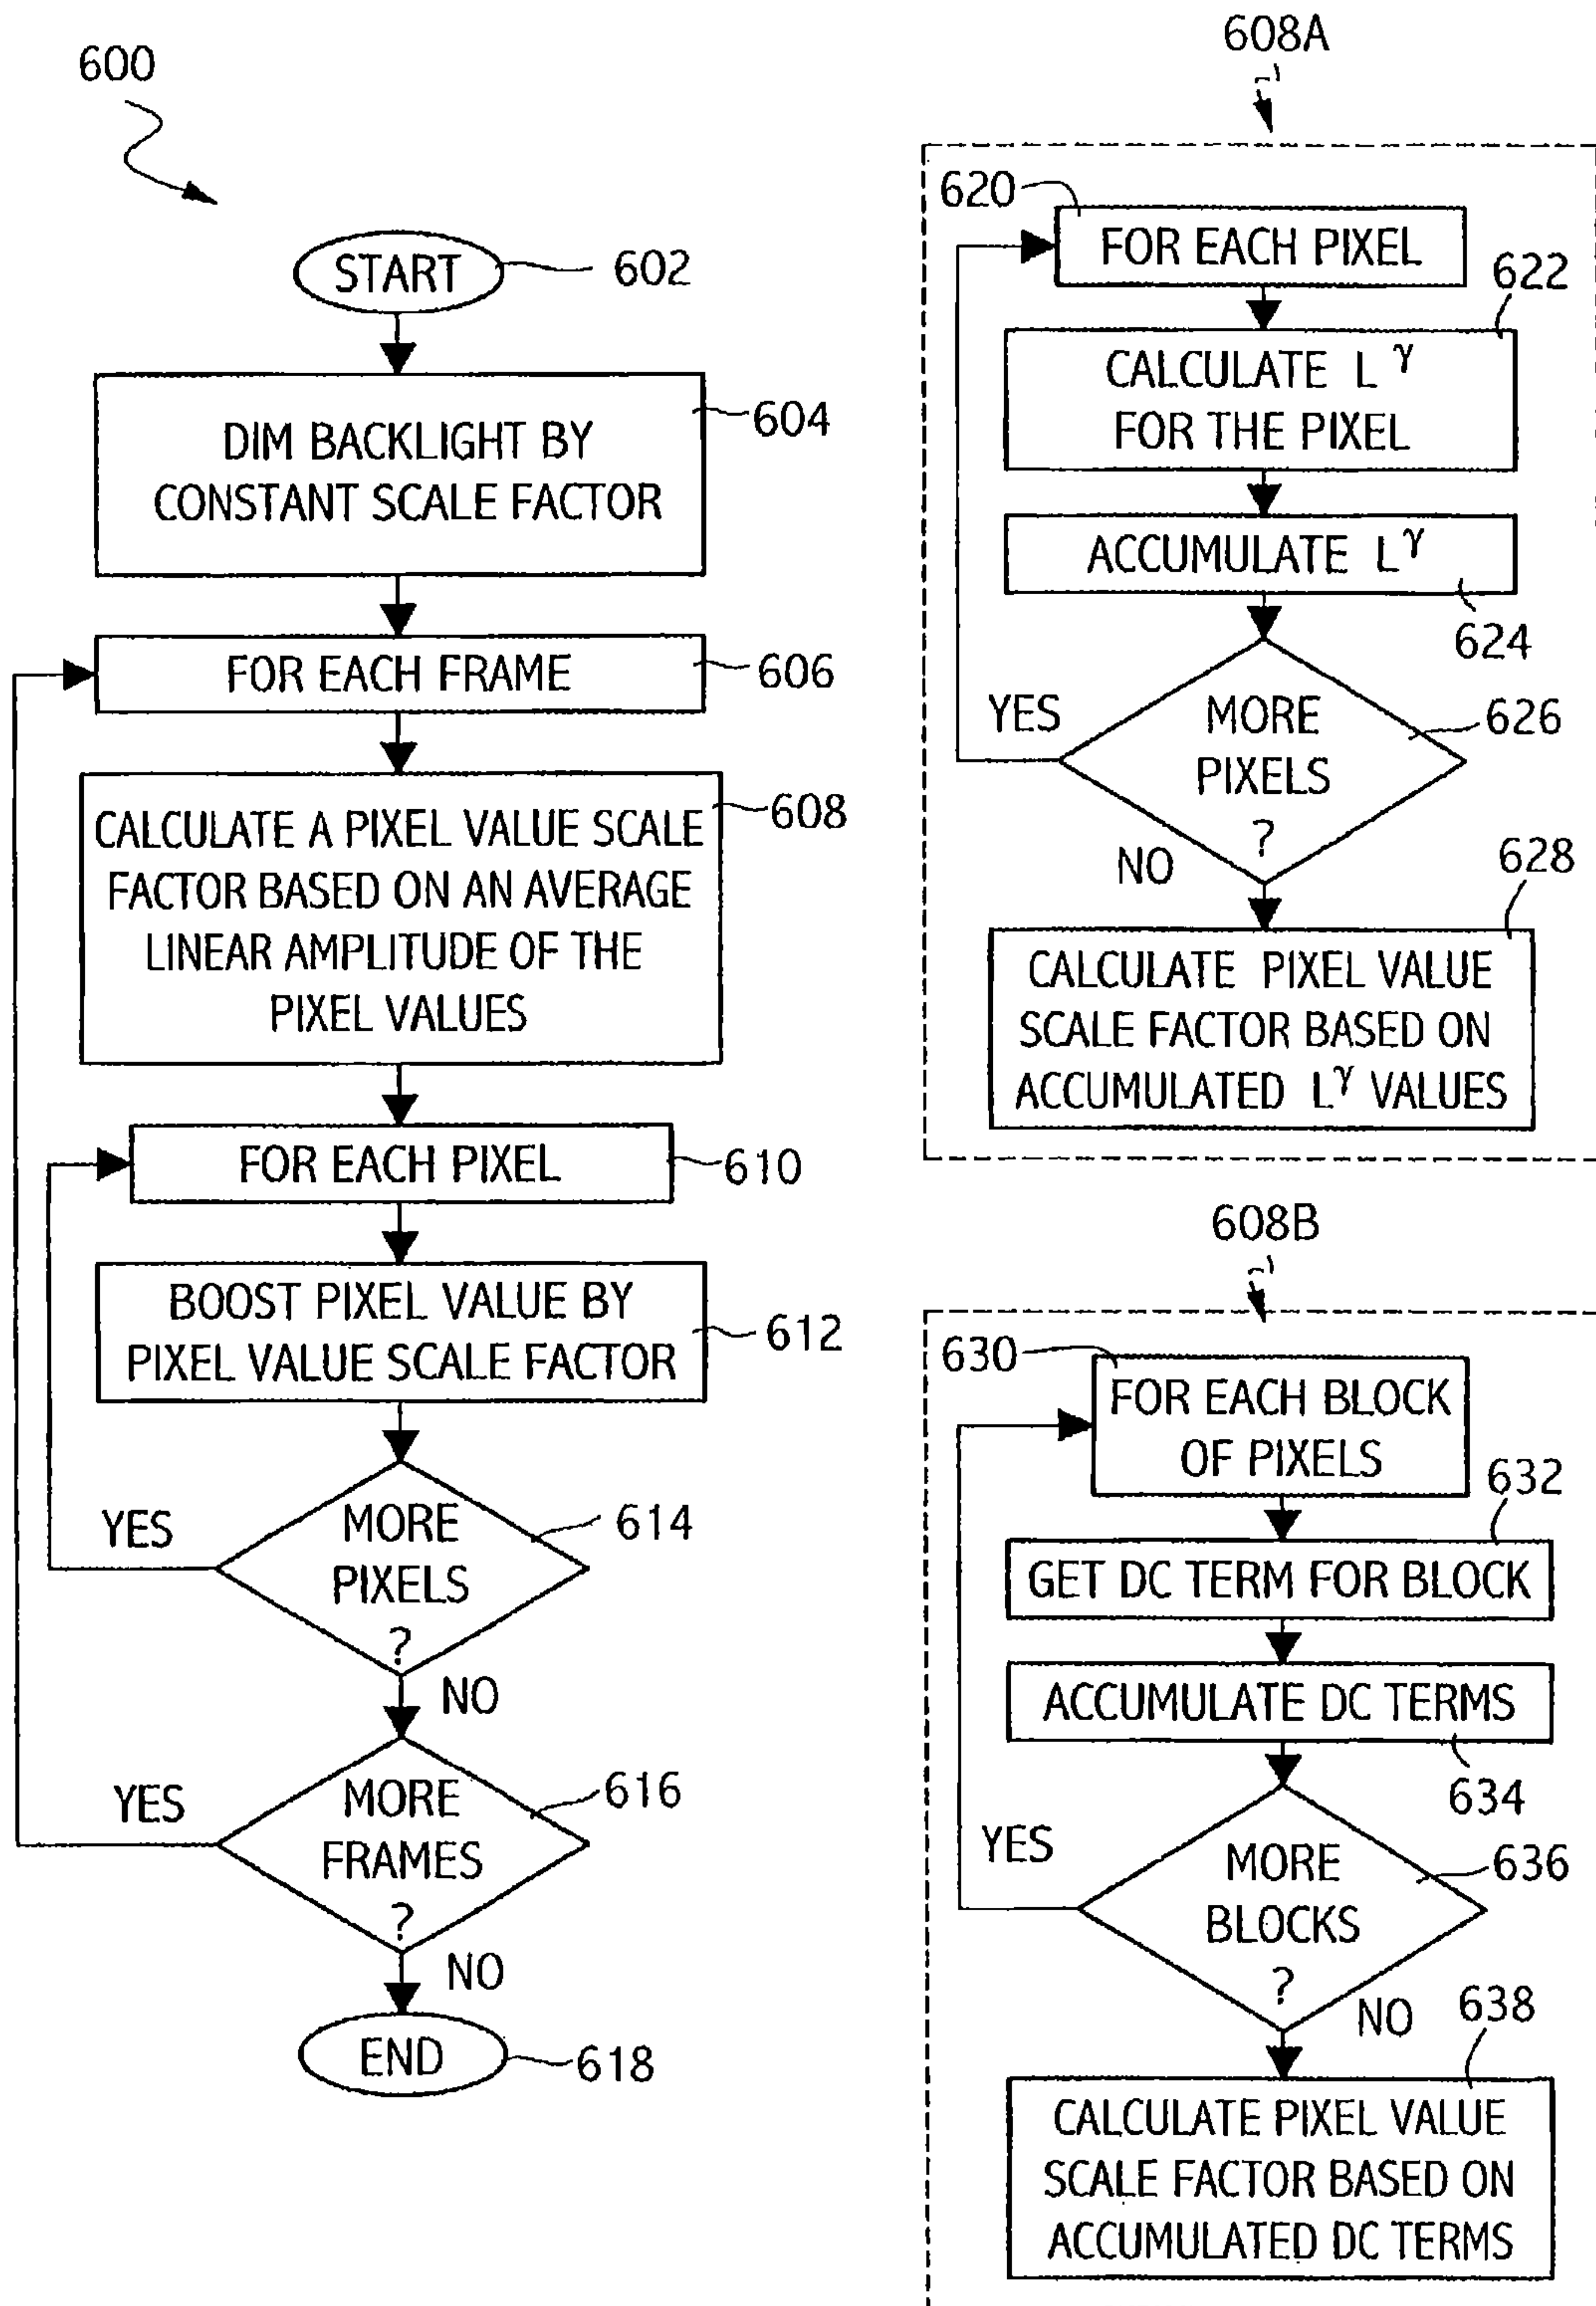 600
START
602
DIM BACKLIGHT BY
CONSTANT SCALE FACTOR
604
FOR EACH FRAME
606
CALCULATE A PIXEL VALUE SCALE
FACTOR BASED ON AN AVERAGE
LINEAR AMPLITUDE OF THE
PIXEL VALUES
608
FOR EACH PIXEL
610
BOOST PIXEL VALUE BY
PIXEL VALUE SCALE FACTOR
612
MORE
PIXELS
?
614
YES
NO
MORE
FRAMES
?
616
YES
NO
END
618
608A
620
FOR EACH PIXEL
622
CALCULATE L^γ
FOR THE PIXEL
ACCUMULATE L^γ
624
YES
MORE
PIXELS
?
626
NO
628
CALCULATE PIXEL VALUE
SCALE FACTOR BASED ON
ACCUMULATED L^γ VALUES
608B
630
FOR EACH BLOCK
OF PIXELS
632
GET DC TERM FOR BLOCK
ACCUMULATE DC TERMS
634
YES
MORE
BLOCKS
?
636
NO
638
CALCULATE PIXEL VALUE
SCALE FACTOR BASED ON
ACCUMULATED DC TERMS